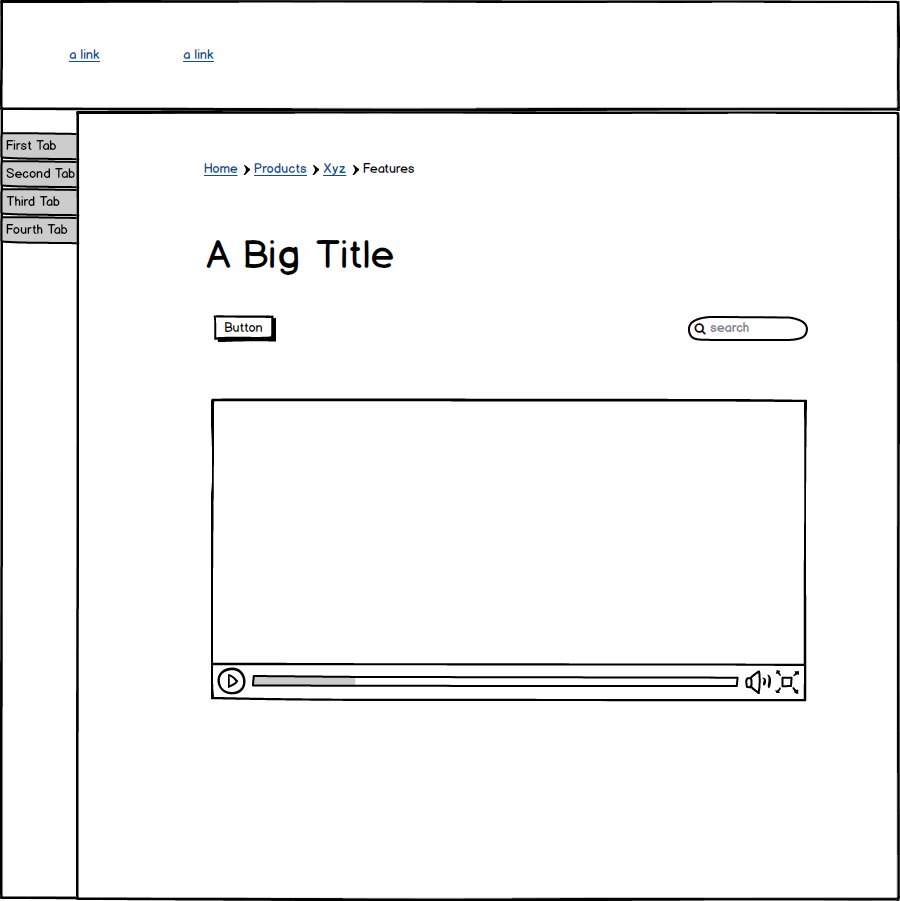 a link a link
First Tab
Second Tab
Third Tab
Fourth Tab
Home Products Xyz Features
A Big Title
Button search